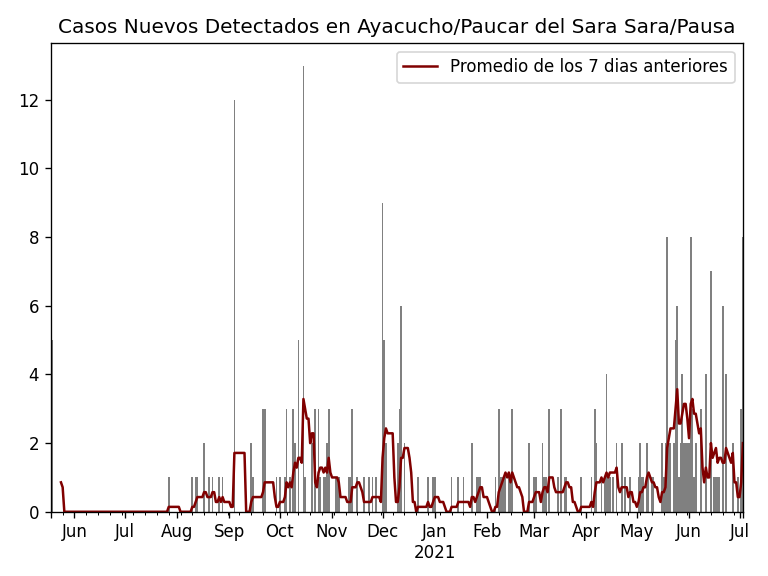 Casos Nuevos Detectados en Ayacucho/Paucar del Sara Sara/Pausa
Promedio de los 7 dias anteriores
12
10
8
6
4
2
0
Jun Jul Aug Sep Oct Nov Dec Jan Feb Mar Apr May Jun Jul
2021